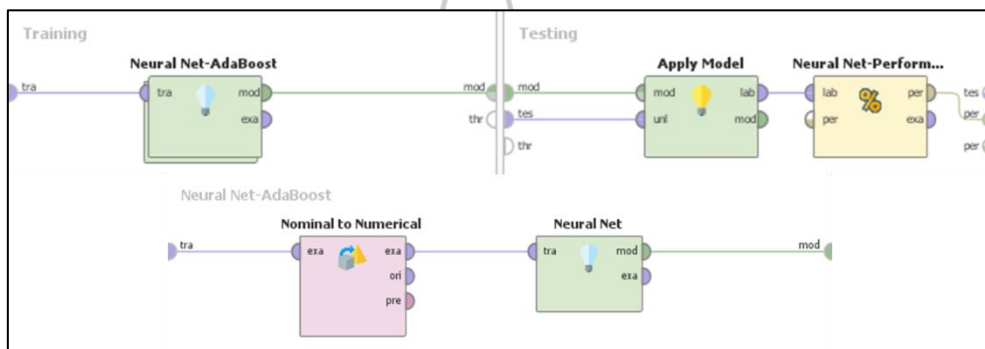 Training
Testing
Neural Net-AdaBoost
Apply Model
Neural Net-Perform...
tra
tra
mod
exa
mod
thr
mod
tes
thr
mod
unl
lab
mod
lab
per
per
exa
tes
per
per
Neural Net-AdaBoost
Nominal to Numerical
Neural Net
tra
exa
exa
ori
pre
tra
mod
exa
mod